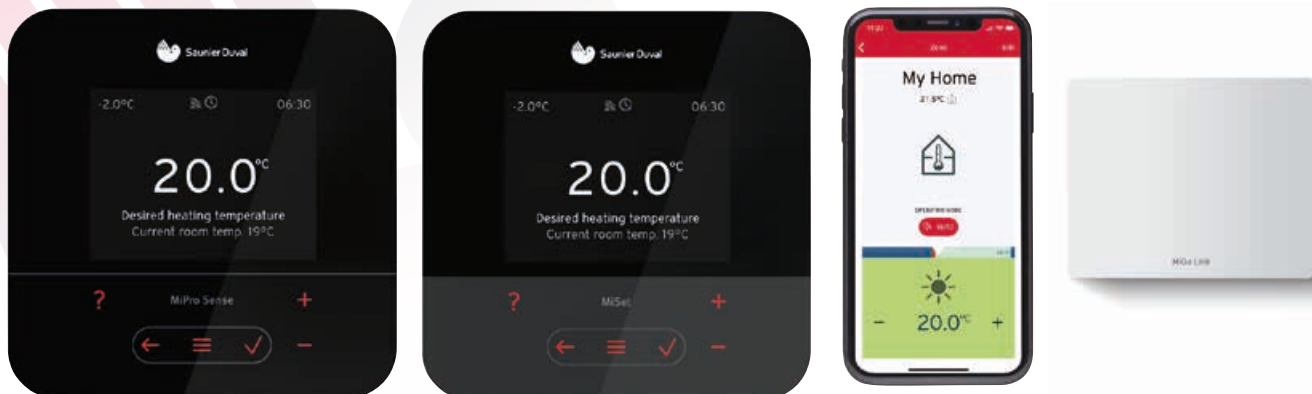 Saunier Duval
-2.0°C
06:30
20.0°C
Desired heating temperature
Current room temp. 19°C
?
MiPro Sense
+
−
Saunier Duval
-2.0°C
06:30
20.0°C
Desired heating temperature
Current room temp. 19°C
?
MiSet
+
−
My Home
OPERATING MODE
− 20.0°C +
MiGo Link